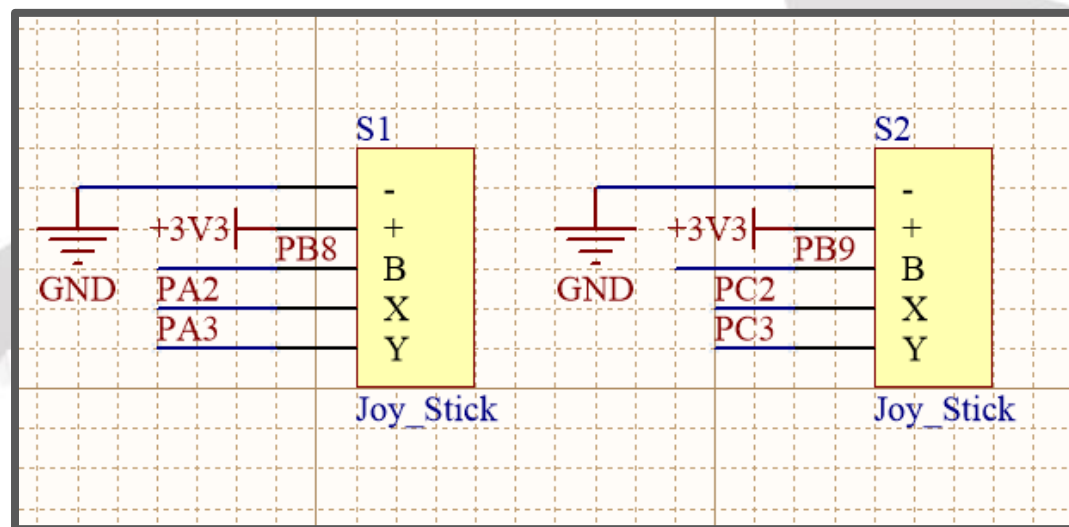 S1
-
+3V3
+
PB8
B
GND
PA2
X
PA3
Y
Joy_Stick
S2
-
+3V3
+
PB9
B
GND
PC2
X
PC3
Y
Joy_Stick